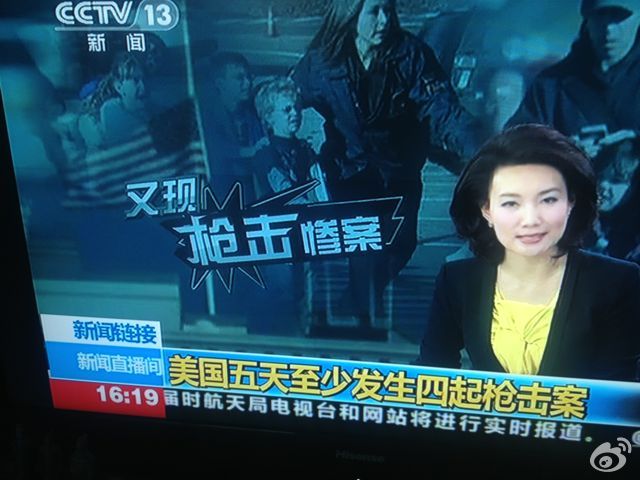 CCTV 13
新闻
又现
枪击惨案
新闻链接
新闻直播间
美国五天至少发生四起枪击案
16:19
届时航天局电视台和网站将进行实时报道。
Hisense